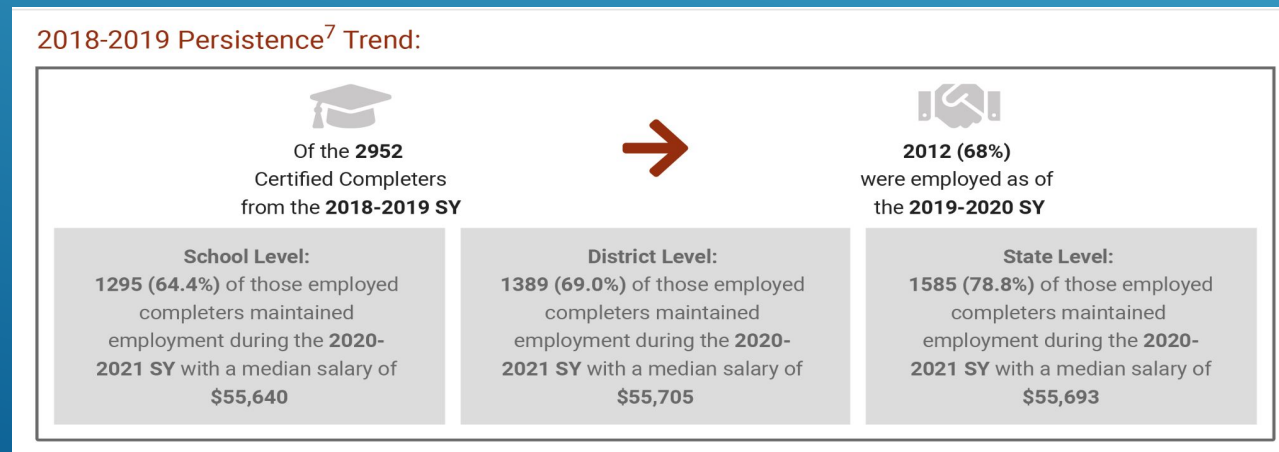 2018-2019 Persistence7 Trend:
Of the 2952
Certified Completers
from the 2018-2019 SY
2012 (68%)
were employed as of
the 2019-2020 SY
School Level:
1295 (64.4%) of those employed
completers maintained
employment during the 2020-
2021 SY with a median salary of
$55,640
District Level:
1389 (69.0%) of those employed
completers maintained
employment during the 2020-
2021 SY with a median salary of
$55,705
State Level:
1585 (78.8%) of those employed
completers maintained
employment during the 2020-
2021 SY with a median salary of
$55,693